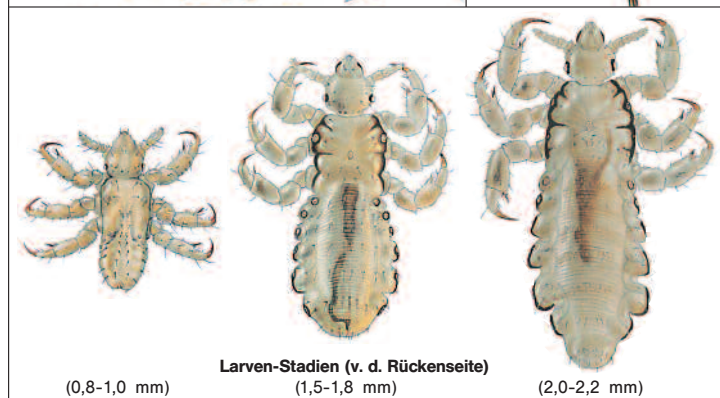 Larven-Stadien (v. d. Rückenseite)
(0,8-1,0 mm) (1,5-1,8 mm) (2,0-2,2 mm)